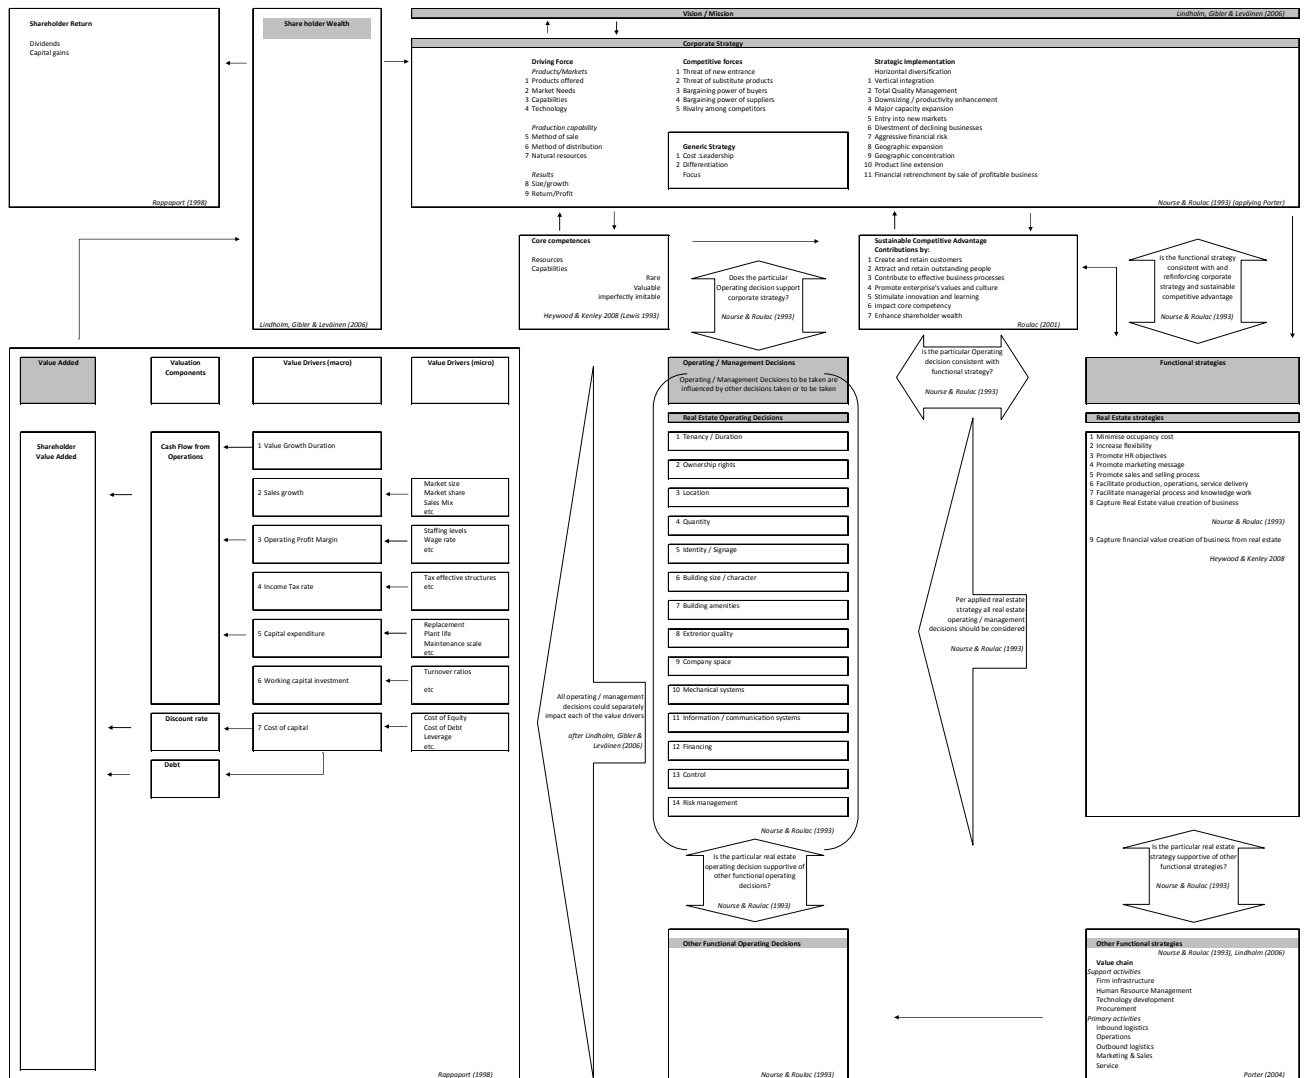 Shareholder Return
Dividends
Capital gains
Rappaport (1998)
Share holder Wealth
Lindholm, Gibler & Leväinen (2006)
Vision / Mission
Lindholm, Gibler & Leväinen (2006)
Corporate Strategy
Driving Force
Products/Markets
1 Products offered
2 Market Needs
3 Capabilities
4 Technology
Production capability
5 Method of sale
6 Method of distribution
7 Natural resources
Results
8 Size/growth
9 Return/Profit
Competitive forces
1 Threat of new entrance
2 Threat of substitute products
3 Bargaining power of buyers
4 Bargaining power of suppliers
5 Rivalry among competitors
Generic Strategy
1 Cost :Leadership
2 Differentiation
Focus
Strategic Implementation
Horizontal diversification
1 Vertical integration
2 Total Quality Management
3 Downsizing / productivity enhancement
4 Major capacity expansion
5 Entry into new markets
6 Divestment of declining businesses
7 Aggressive financial risk
8 Geographic expansion
9 Geographic concentration
10 Product line extension
11 Financial retrenchment by sale of profitable business
Nourse & Roulac (1993) (applying Porter)
Core competences
Resources
Capabilities
Rare
Valuable
imperfectly imitable
Heywood & Kenley 2008 (Lewis 1993)
Does the particular
Operating decision support
corporate strategy?
Nourse & Roulac (1993)
Sustainable Competitive Advantage
Contributions by:
1 Create and retain customers
2 Attract and retain outstanding people
3 Contribute to effective business processes
4 Promote enterprise's values and culture
5 Stimulate innovation and learning
6 Impact core competency
7 Enhance shareholder wealth
Roulac (2001)
Is the functional strategy
consistent with and
refinforcing corporate
strategy and sustainable
competitive advantage
Nourse & Roulac (1993)
Value Added
Valuation
Components
Value Drivers (macro)
Value Drivers (micro)
Shareholder
Value Added
Cash Flow from
Operations
1 Value Growth Duration
2 Sales growth
Market size
Market share
Sales Mix
etc
3 Operating Profit Margin
Staffing levels
Wage rate
etc
4 Income Tax rate
Tax effective structures
etc
5 Capital expenditure
Replacement
Plant life
Maintenance scale
etc
6 Working capital investment
Turnover ratios
etc
Discount rate
7 Cost of capital
Cost of Equity
Cost of Debt
Leverage
etc.
Debt
Rappaport (1998)
All operating / management
decisions could separately
impact each of the value drivers
after Lindholm, Gibler &
Leväinen (2006)
Operating / Management Decisions
Operating / Management Decisions to be taken are
influenced by other decisions taken or to be taken
Real Estate Operating Decisions
1 Tenancy / Duration
2 Ownership rights
3 Location
4 Quantity
5 Identity / Signage
6 Building size / character
7 Building amenities
8 Extrerior quality
9 Company space
10 Mechanical systems
11 Information / communication systems
12 Financing
13 Control
14 Risk management
Nourse & Roulac (1993)
Is the particular real estate
operating decision supportive of
other functional operating
decisions?
Nourse & Roulac (1993)
Other Functional Operating Decisions
Nourse & Roulac (1993)
Is the particular Operating
decision consistent with
functional strategy?
Nourse & Roulac (1993)
Per applied real estate
strategy all real estate
operating / management
decisions should be considered
Nourse & Roulac (1993)
Functional strategies
Real Estate strategies
1 Minimise occupancy cost
2 Increase flexibility
3 Promote HR objectives
4 Promote marketing message
5 Promote sales and selling process
6 Facilitate production, operations, service delivery
7 Facilitate managerial process and knowledge work
8 Capture Real Estate value creation of business
Nourse & Roulac (1993)
9 Capture financial value creation of business from real estate
Heywood & Kenley 2008
Is the particular real estate
strategy supportive of other
functional strategies?
Nourse & Roulac (1993)
Other Functional strategies
Nourse & Roulac (1993), Lindholm (2006)
Value chain
Support activities
Firm infrastructure
Human Resource Management
Technology development
Procurement
Primary activities
Inbound logistics
Operations
Outbound logistics
Marketing & Sales
Service
Porter (2004)